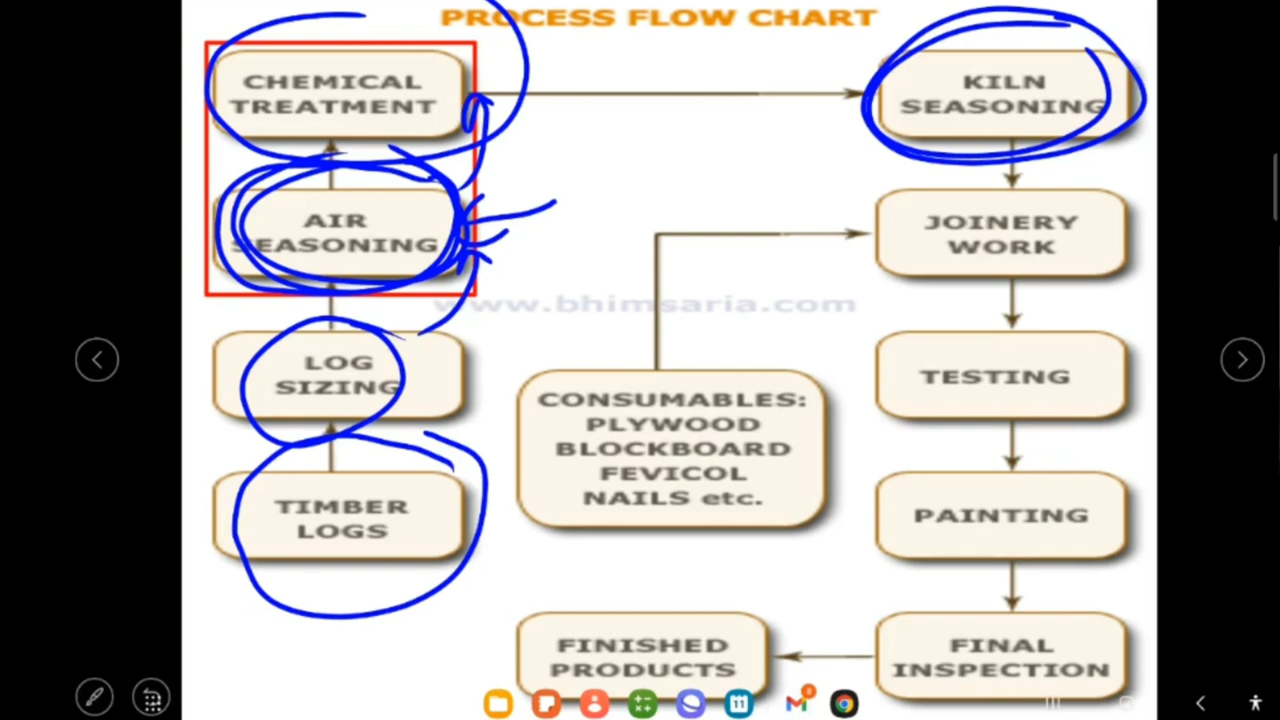 PROCESS FLOW CHART
CHEMICAL
TREATMENT
KILN
SEASONING
AIR
SEASONING
JOINERY
WORK
www.bhimsaria.com
LOG
SIZING
TESTING
CONSUMABLES:
PLYWOOD
BLOCKBOARD
FEVICOL
NAILS etc.
TIMBER
LOGS
PAINTING
FINISHED
PRODUCTS
FINAL
INSPECTION
11